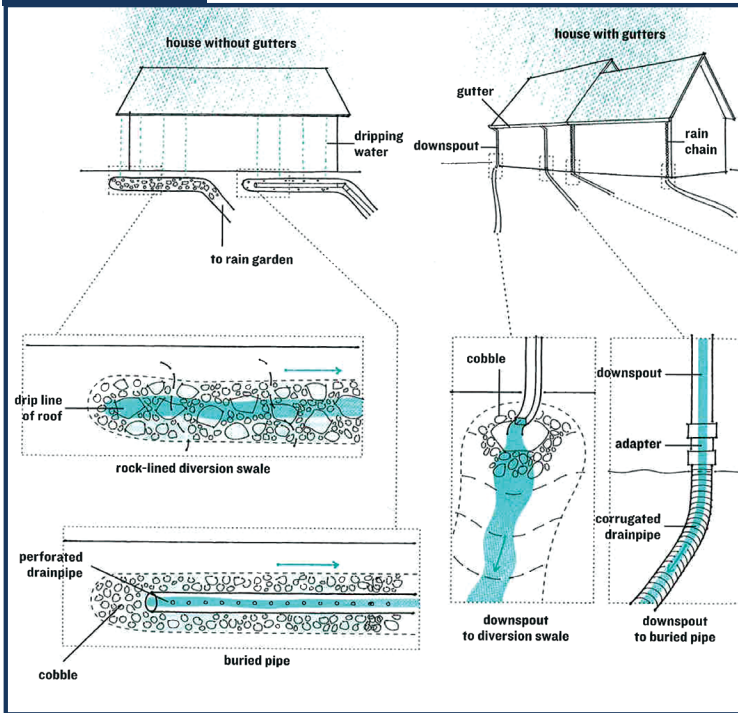 house without gutters
dripping
water
to rain garden
house with gutters
gutter
downspout
rain
chain
drip line
of roof
rock-lined diversion swale
perforated
drainpipe
cobble
buried pipe
cobble
downspout
to diversion swale
downspout
adapter
corrugated
drainpipe
downspout
to buried pipe